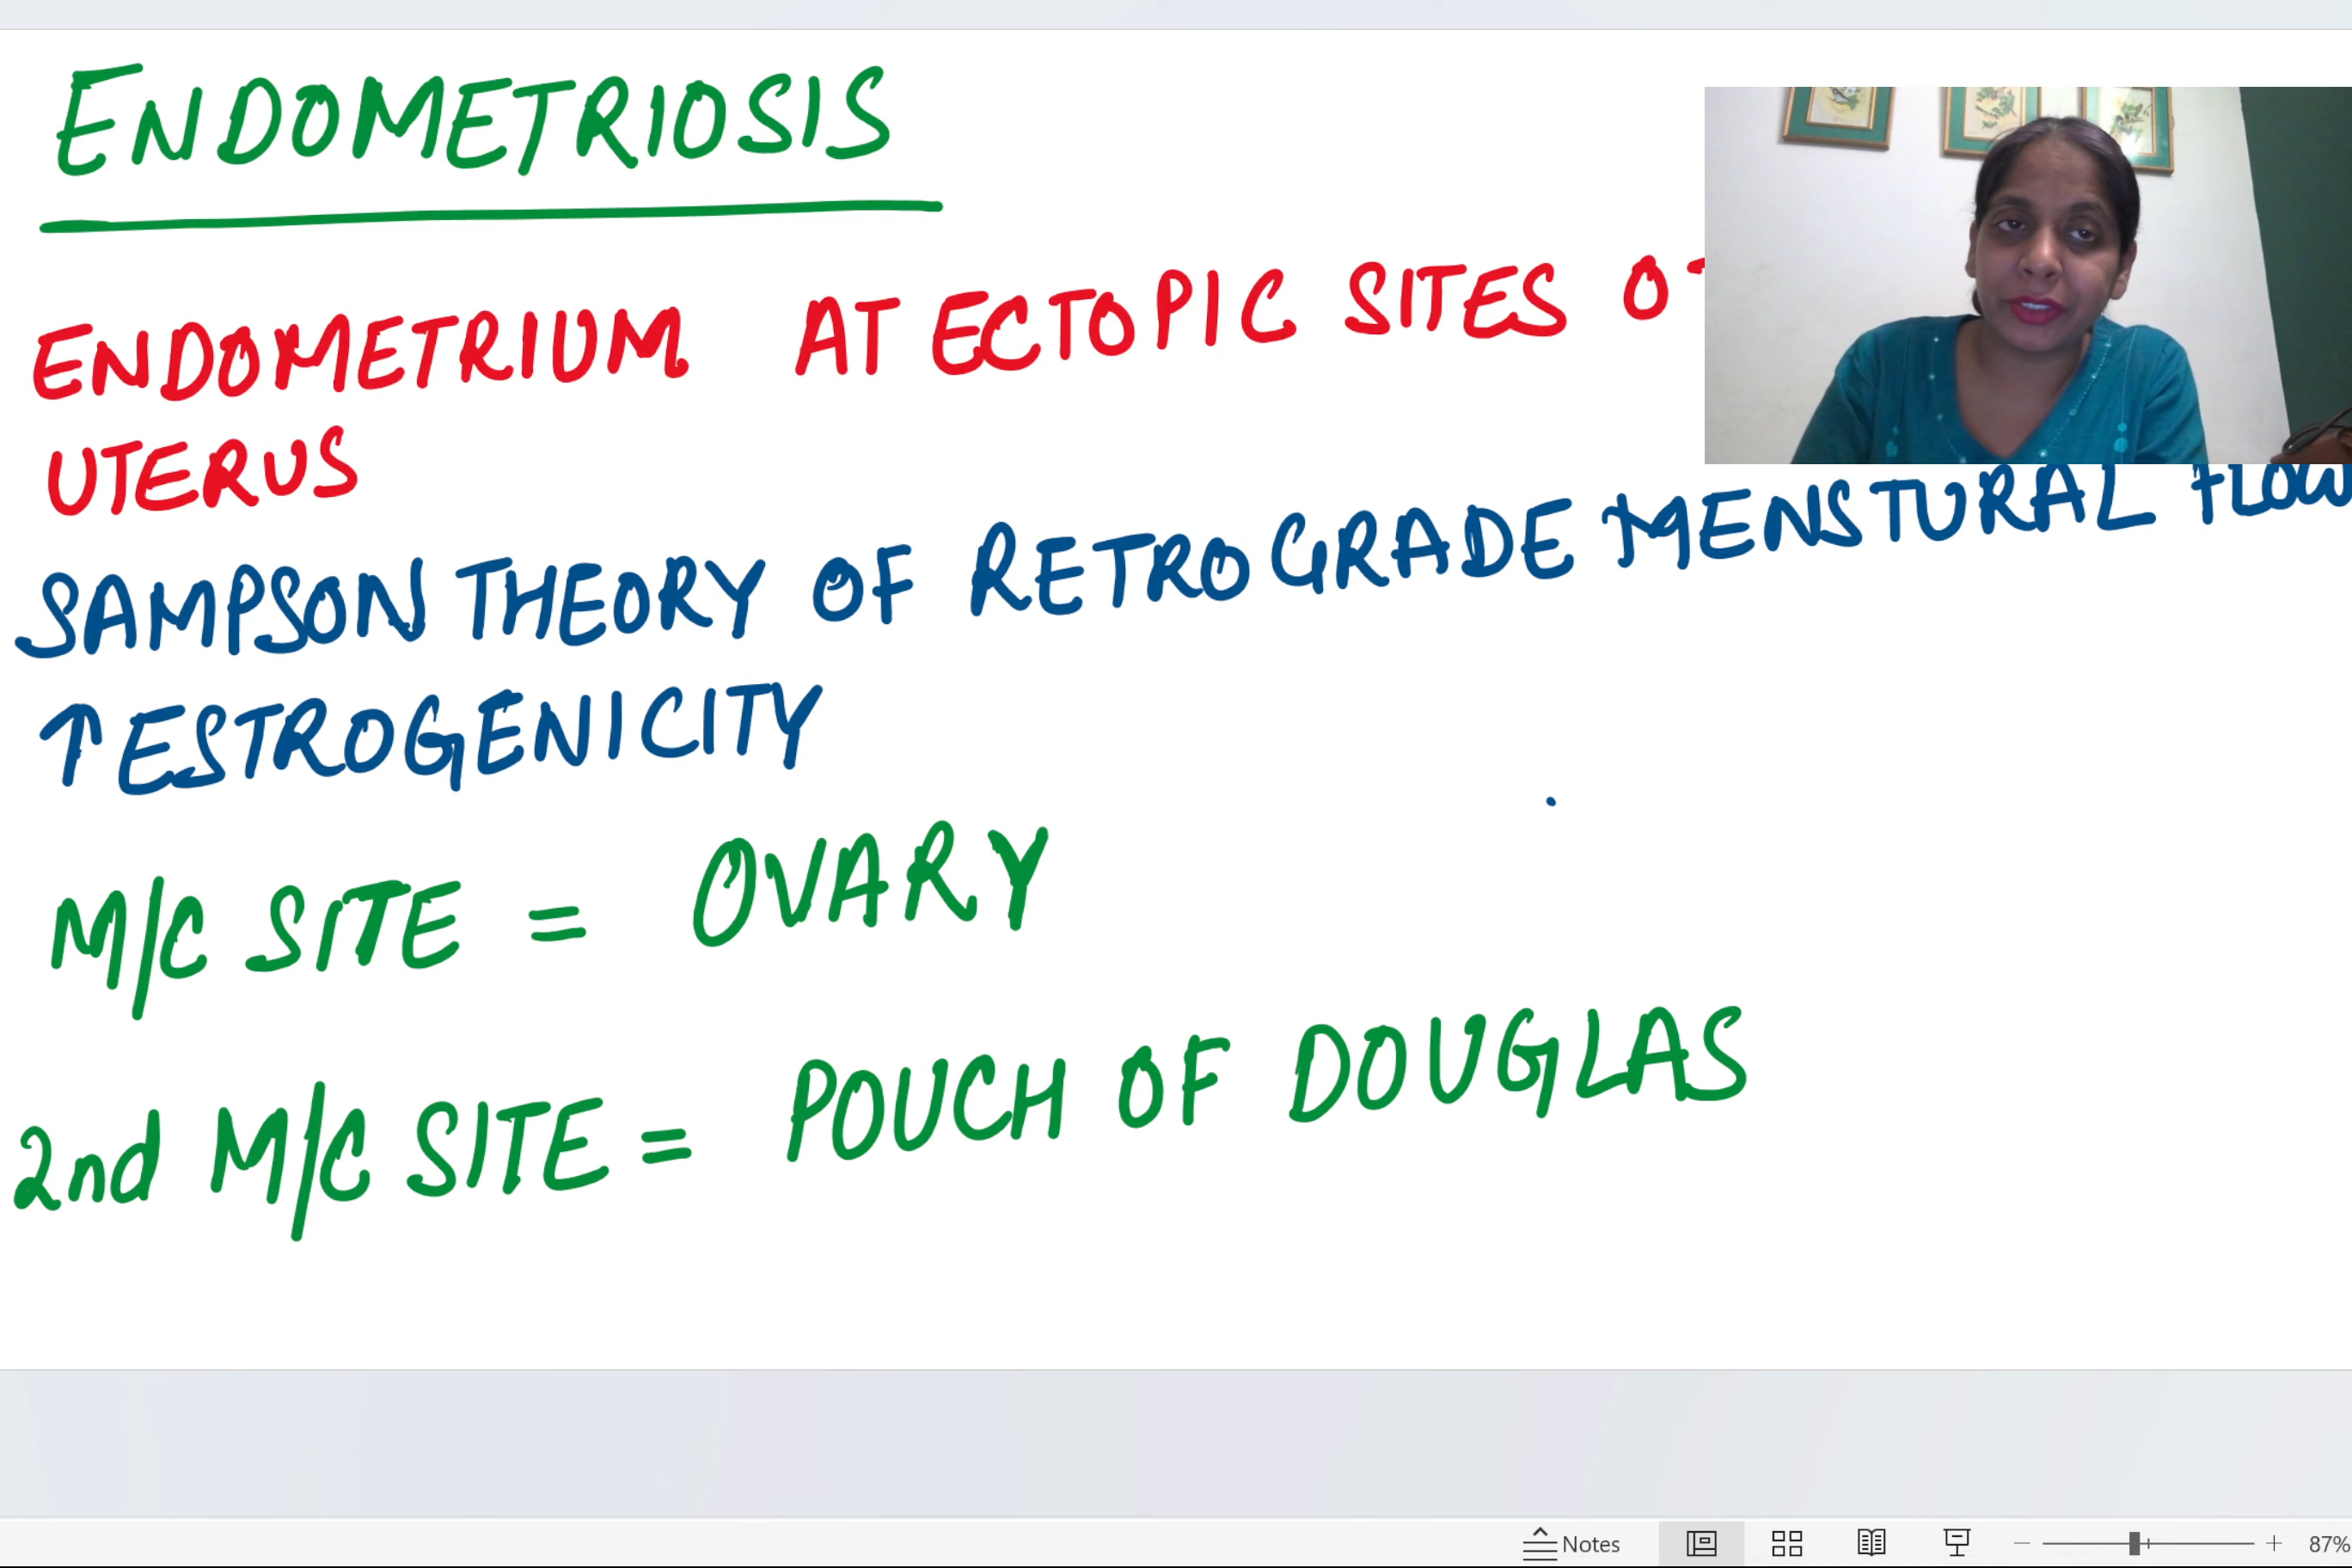 ENDOMETRIOSIS
ENDOMETRIUM AT ECTOPIC SITES
UTERUS
SAMPSON THEORY OF RETROGRADE MENSTURAL FLOW
↑ESTROGENICITY
M/C SITE = OVARY
2nd M/C SITE = POUCH OF DOUGLAS
Notes
87%